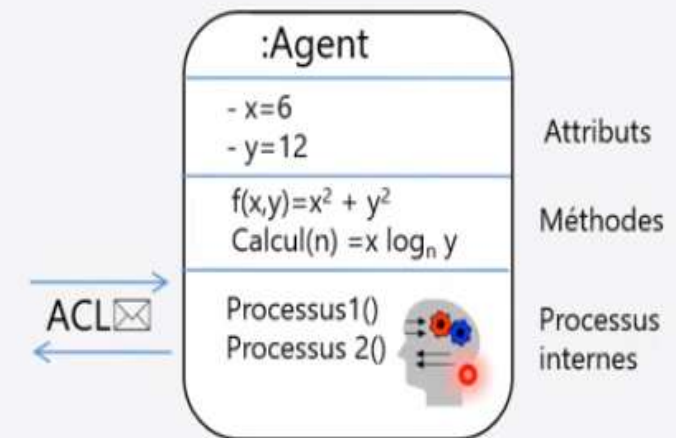 :Agent
- x=6
- y=12
Attributs
f(x,y)=x² + y²
Calcul(n) =x logₙ y
Méthodes
ACL
Processus1()
Processus 2()
Processus
internes